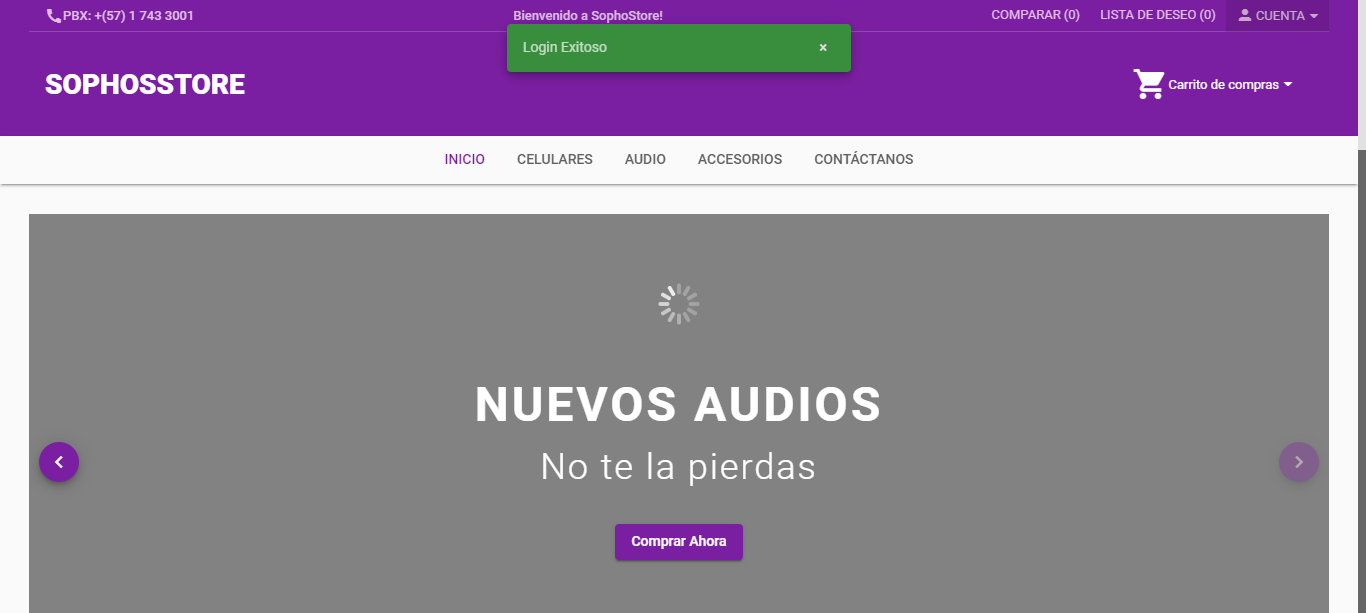 PBX: +(57) 1 743 3001
Bienvenido a SophoStore!
COMPARAR (0)
LISTA DE DESEO (0)
CUENTA
Login Exitoso
×
SOPHOSSTORE
Carrito de compras
INICIO
CELULARES
AUDIO
ACCESORIOS
CONTÁCTANOS
NUEVOS AUDIOS
No te la pierdas
Comprar Ahora